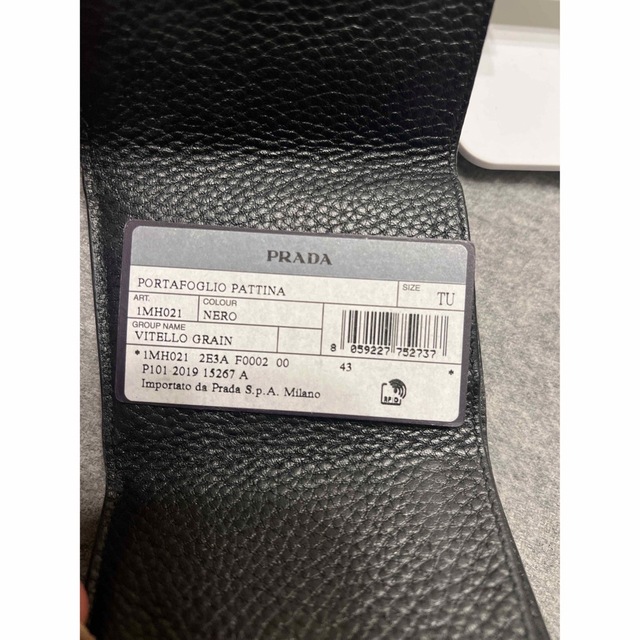 PRADA
PORTAFOGLIO PATTINA
SIZE
TU
ART.
COLOUR
1MH021
NERO
GROUP NAME
VITELLO GRAIN
8 059227 752737
*1MH021 2E3A F0002 00
43
*
P101 2019 15267 A
Importato da Prada S.p.A. Milano
RFID